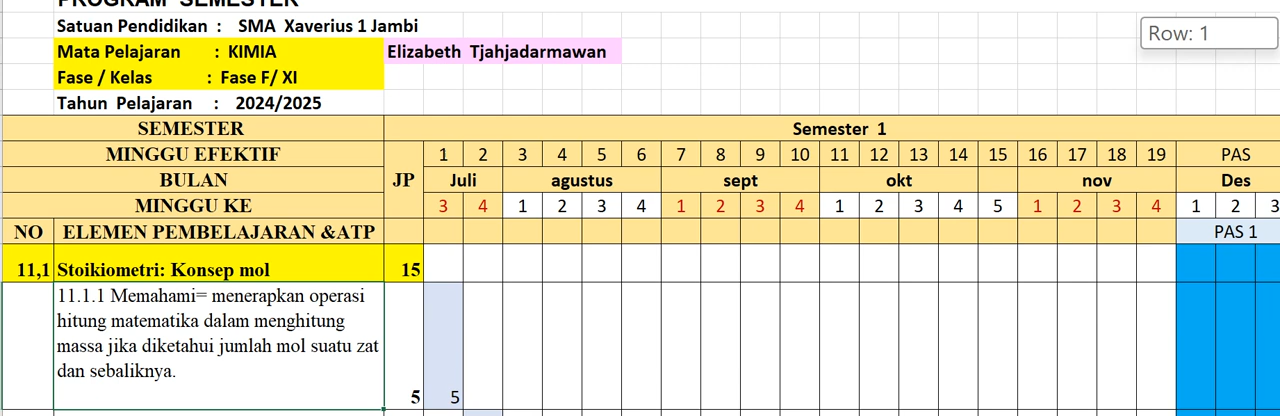 PROGRAM SEMESTER
Satuan Pendidikan : SMA Xaverius 1 Jambi
Row: 1
Mata Pelajaran : KIMIA Elizabeth Tjahjadarmawan
Fase / Kelas : Fase F/ XI
Tahun Pelajaran : 2024/2025
SEMESTER Semester 1
MINGGU EFEKTIF 1 2 3 4 5 6 7 8 9 10 11 12 13 14 15 16 17 18 19 PAS
BULAN JP Juli agustus sept okt nov Des
MINGGU KE 3 4 1 2 3 4 1 2 3 4 1 2 3 4 5 1 2 3 4 1 2 3
NO ELEMEN PEMBELAJARAN &ATP PAS 1
11,1 Stoikiometri: Konsep mol 15
11.1.1 Memahami= menerapkan operasi
hitung matematika dalam menghitung
massa jika diketahui jumlah mol suatu zat
dan sebaliknya.
5 5